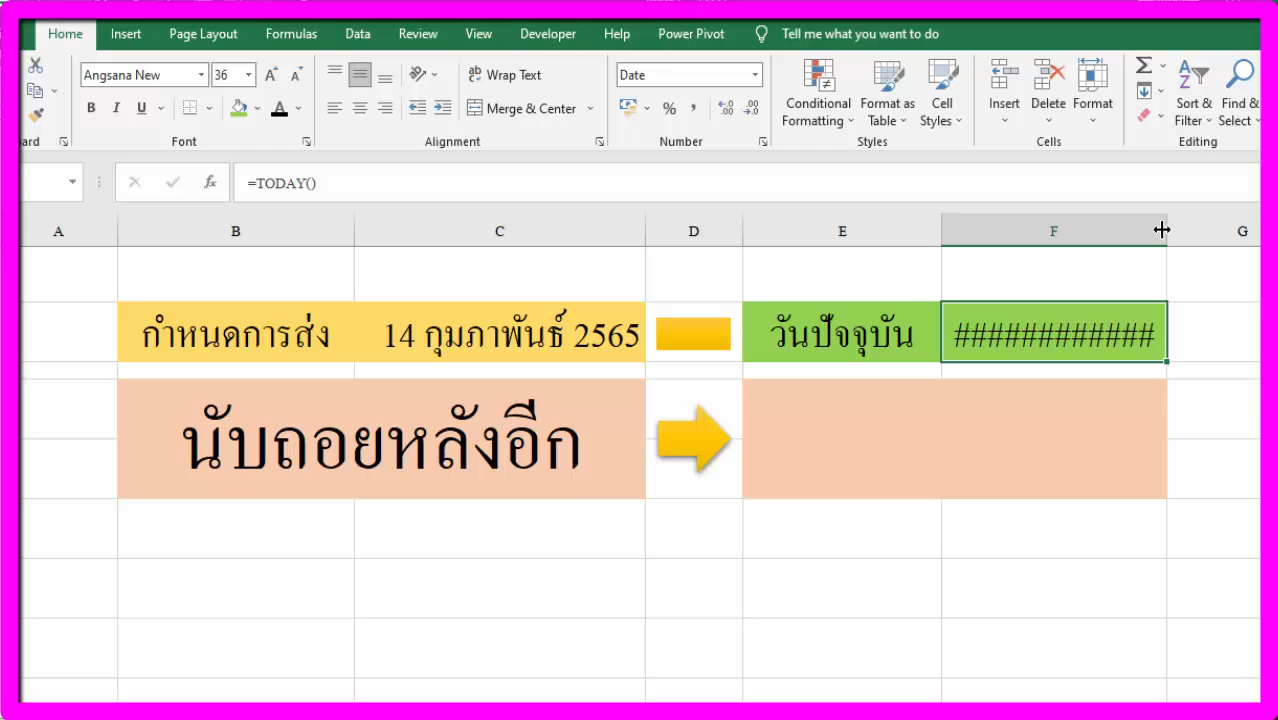 Home Insert Page Layout Formulas Data Review View Developer Help Power Pivot Tell me what you want to do
Angsana New 36 Wrap Text Date
B I U Merge & Center % ,
Conditional Formatting Format as Table Cell Styles Insert Delete Format Sort & Filter Find & Select
ard Font Alignment Number Styles Cells Editing
fx =TODAY()
A B C D E F G
กำหนดการส่ง 14 กุมภาพันธ์ 2565 วันปัจจุบัน ############
นับถอยหลังอีก